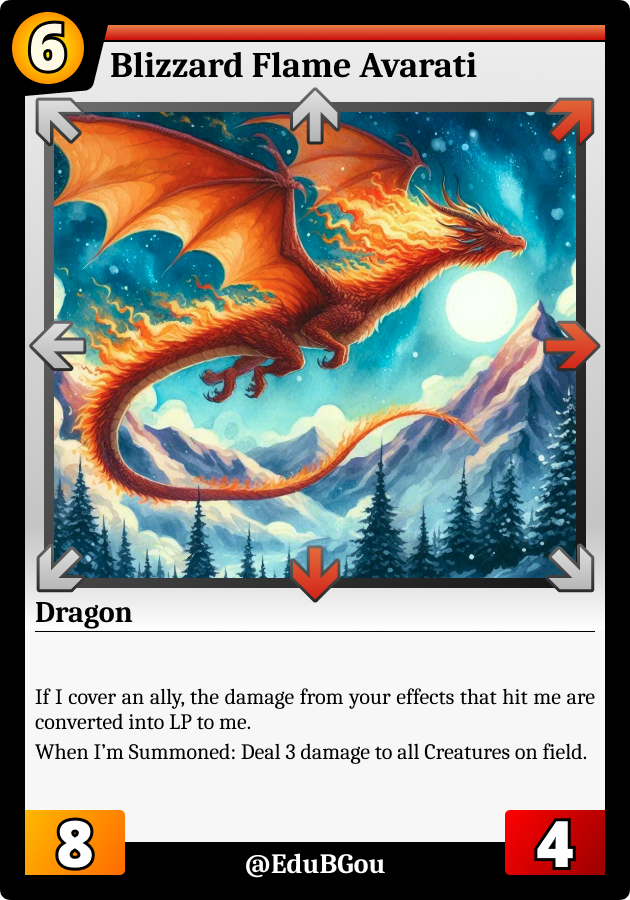 6
Blizzard Flame Avarati
Dragon
If I cover an ally, the damage from your effects that hit me are
converted into LP to me.
When I’m Summoned: Deal 3 damage to all Creatures on field.
8
@EduBGou
4